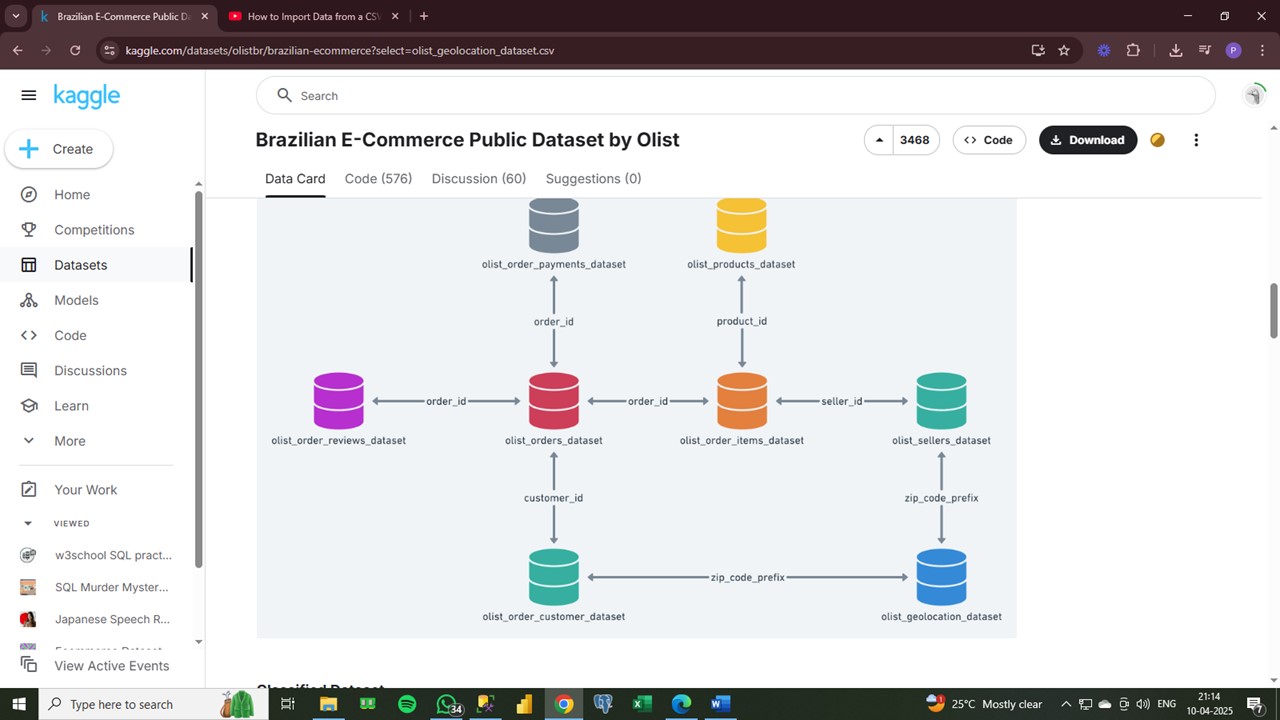 Brazilian E-Commerce Public Da
How to Import Data from a CSV
kaggle.com/datasets/olistbr/brazilian-ecommerce?select=olist_geolocation_dataset.csv
P
kaggle
Search
Create
Home
Competitions
Datasets
Models
Code
Discussions
Learn
More
Your Work
VIEWED
w3school SQL pract...
SQL Murder Myster...
Japanese Speech R...
View Active Events
Brazilian E-Commerce Public Dataset by Olist
3468
Code
Download
Data Card
Code (576)
Discussion (60)
Suggestions (0)
olist_order_payments_dataset
olist_products_dataset
order_id
product_id
order_id
order_id
seller_id
olist_order_reviews_dataset
olist_orders_dataset
olist_order_items_dataset
olist_sellers_dataset
customer_id
zip_code_prefix
zip_code_prefix
olist_order_customer_dataset
olist_geolocation_dataset
Type here to search
34
1
25°C Mostly clear
ENG
21:14
10-04-2025
7